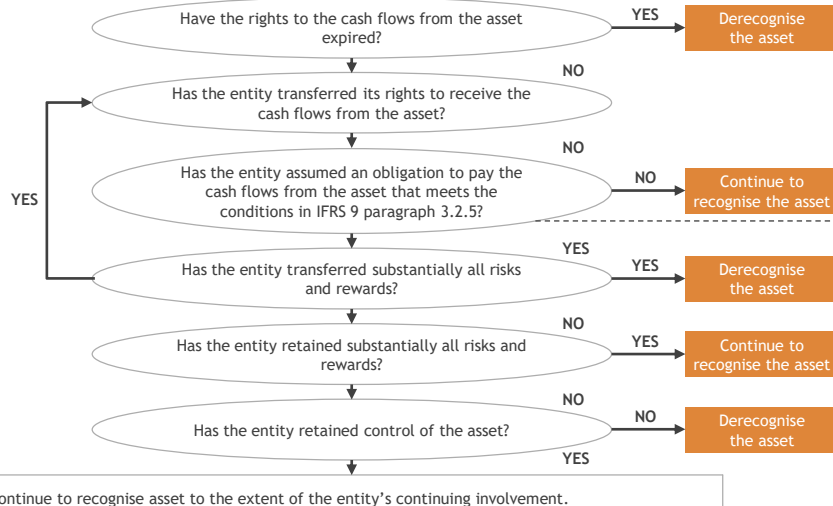 Have the rights to the cash flows from the asset
expired?
YES
Derecognise
the asset
NO
Has the entity transferred its rights to receive the
cash flows from the asset?
NO
YES
Has the entity assumed an obligation to pay the
cash flows from the asset that meets the
conditions in IFRS 9 paragraph 3.2.5?
NO
Continue to
recognise the asset
YES
Has the entity transferred substantially all risks
and rewards?
YES
Derecognise
the asset
NO
Has the entity retained substantially all risks and
rewards?
YES
Continue to
recognise the asset
NO
Has the entity retained control of the asset?
NO
Derecognise
the asset
YES
ontinue to recognise asset to the extent of the entity's continuing involvement.